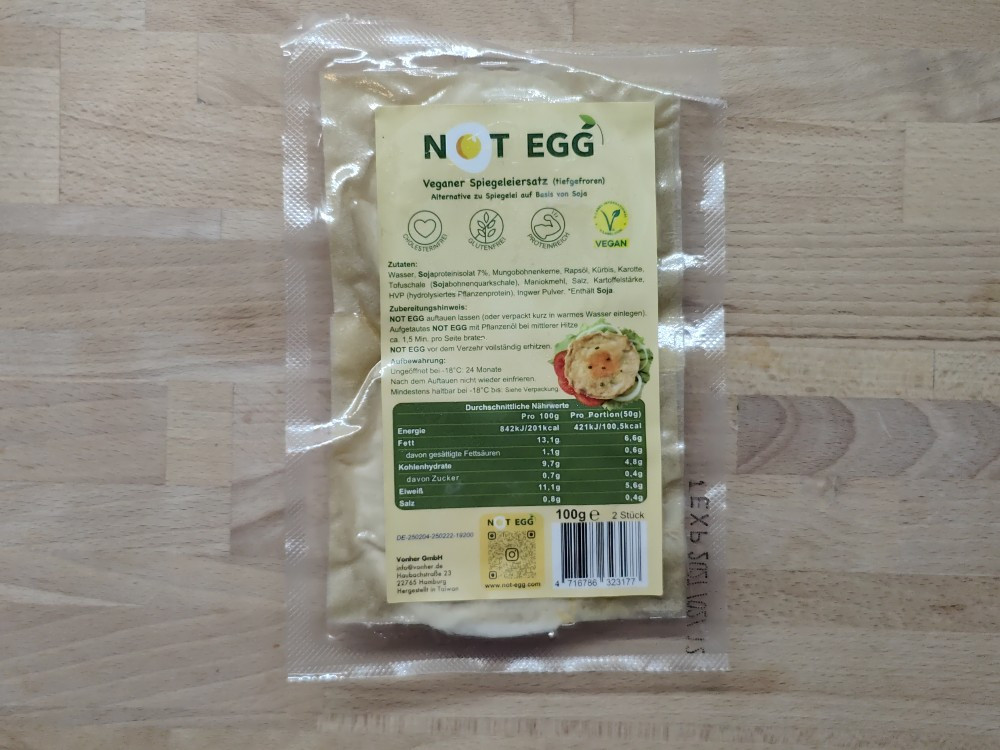 NOT EGG
Veganer Spiegeleiersatz (tiefgefroren)
Alternative zu Spiegelei auf Basis von Soja
CHOLESTERINFREI
GLUTENFREI
PROTEINREICH
VEGAN
Zutaten:
Wasser, Sojaproteinisolat 7%, Mungobohnenkerne, Rapsöl, Kürbis, Karotte,
Tofuschale (Sojabohnenquarkschale), Maniokmehl, Salz, Kartoffelstärke,
HVP (hydrolysiertes Pflanzenprotein), Ingwer Pulver. *Enthält Soja
Zubereitungshinweis:
NOT EGG auftauen lassen (oder verpackt kurz in warmes Wasser einlegen).
Aufgetautes NOT EGG mit Pflanzenöl bei mittlerer Hitze
ca. 1,5 Min. pro Seite braten
NOT EGG vor dem Verzehr vollständig erhitzen.
Aufbewahrung:
Ungeöffnet bei -18°C: 24 Monate
Nach dem Auftauen nicht wieder einfrieren.
Mindestens haltbar bei -18°C bis: Siehe Verpackung
Durchschnittliche Nährwerte
Pro 100g Pro Portion(50g)
Energie 842kJ/201kcal 421kJ/100,5kcal
Fett 13,1g 6,6g
davon gesättigte Fettsäuren 1,1g 0,6g
Kohlenhydrate 9,7g 4,8g
davon Zucker 0,7g 0,4g
Eiweiß 11,1g 5,6g
Salz 0,8g 0,4g
100g e 2 Stück
NOT EGG
DE-250204-250222-19200
Vonher GmbH
info@vonher.de
Haubachstraße 23
22765 Hamburg
Hergestellt in Taiwan
www.not-egg.com
4 716786 323177
EXP